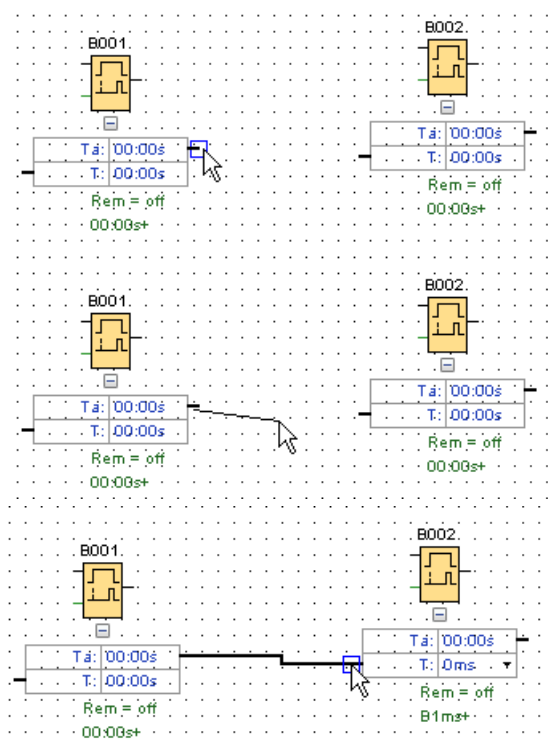 B001
Ta: 00:00s
T: 00:00s
Rem = off
00:00s+
B002
Ta: 00:00s
T: 00:00s
Rem = off
00:00s+
B001
Ta: 00:00s
T: 00:00s
Rem = off
00:00s+
B002
Ta: 00:00s
T: 00:00s
Rem = off
00:00s+
B001
Ta: 00:00s
T: 00:00s
Rem = off
00:00s+
B002
Ta: 00:00s
T: 0ms
Rem = off
B1ms+